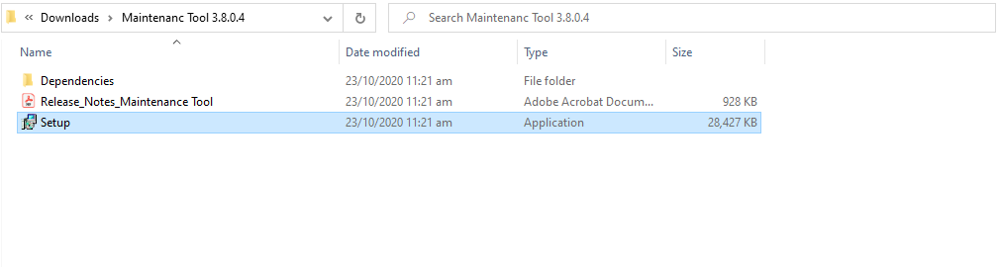 Downloads Maintenanc Tool 3.8.0.4 Search Maintenanc Tool 3.8.0.4
Name Date modified Type Size
Dependencies 23/10/2020 11:21 am File folder
Release_Notes_Maintenance Tool 23/10/2020 11:21 am Adobe Acrobat Docum... 928 KB
Setup 23/10/2020 11:21 am Application 28,427 KB